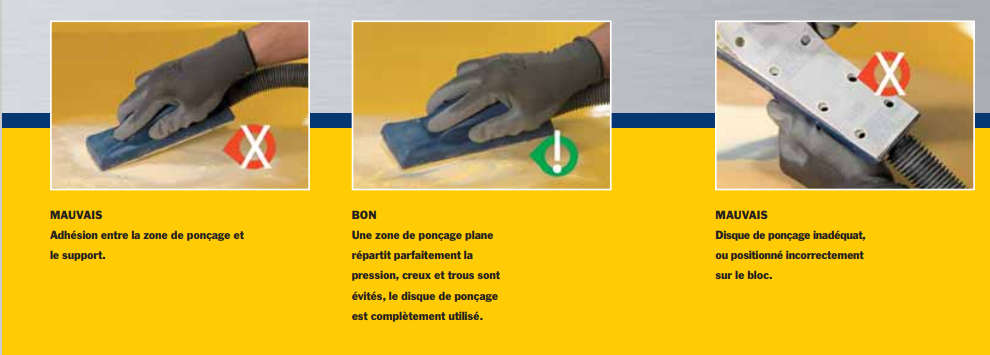 MAUVAIS
Adhésion entre la zone de ponçage et
le support.
BON
Une zone de ponçage plane
répartit parfaitement la
pression, creux et trous sont
évités, le disque de ponçage
est complètement utilisé.
MAUVAIS
Disque de ponçage inadéquat,
ou positionné incorrectement
sur le bloc.